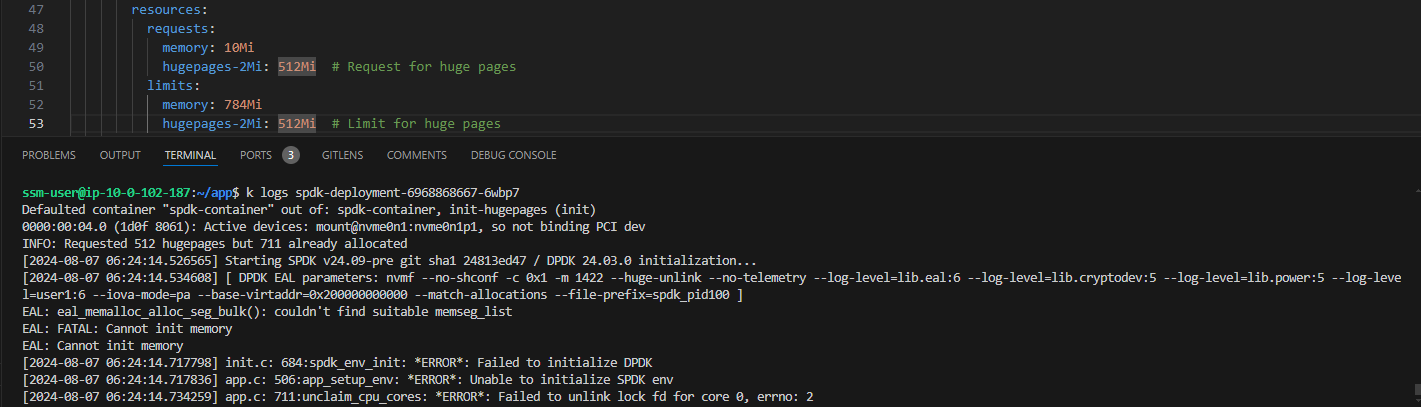 47 resources:
48 requests:
49 memory: 10Mi
50 hugepages-2Mi: 512Mi # Request for huge pages
51 limits:
52 memory: 784Mi
53 hugepages-2Mi: 512Mi # Limit for huge pages
PROBLEMS OUTPUT TERMINAL PORTS 3 GITLENS COMMENTS DEBUG CONSOLE
ssm-user@ip-10-0-102-187:~/app$ k logs spdk-deployment-6968868667-6wbp7
Defaulted container "spdk-container" out of: spdk-container, init-hugepages (init)
0000:00:04.0 (1d0f 8061): Active devices: mount@nvme0n1:nvme0n1p1, so not binding PCI dev
INFO: Requested 512 hugepages but 711 already allocated
[2024-08-07 06:24:14.526565] Starting SPDK v24.09-pre git sha1 24813ed47 / DPDK 24.03.0 initialization...
[2024-08-07 06:24:14.534608] [ DPDK EAL parameters: nvmf --no-shconf -c 0x1 -m 1422 --huge-unlink --no-telemetry --log-level=lib.eal:6 --log-level=lib.cryptodev:5 --log-level=lib.power:5 --log-leve
l=user1:6 --iova-mode=pa --base-virtaddr=0x200000000000 --match-allocations --file-prefix=spdk_pid100 ]
EAL: eal_memalloc_alloc_seg_bulk(): couldn't find suitable memseg_list
EAL: FATAL: Cannot init memory
EAL: Cannot init memory
[2024-08-07 06:24:14.717798] init.c: 684:spdk_env_init: *ERROR*: Failed to initialize DPDK
[2024-08-07 06:24:14.717836] app.c: 506:app_setup_env: *ERROR*: Unable to initialize SPDK env
[2024-08-07 06:24:14.734259] app.c: 711:unclaim_cpu_cores: *ERROR*: Failed to unlink lock fd for core 0, errno: 2